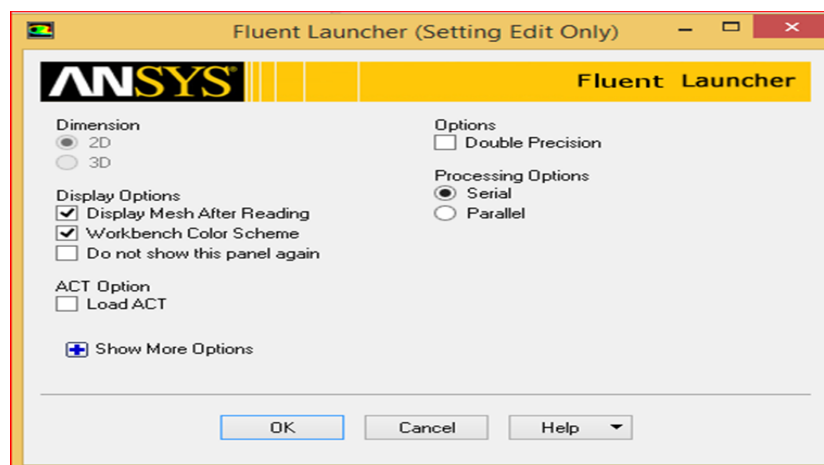 Fluent Launcher (Setting Edit Only)
ANSYS
Fluent Launcher
Dimension
2D
3D
Display Options
Display Mesh After Reading
Workbench Color Scheme
Do not show this panel again
ACT Option
Load ACT
Show More Options
Options
Double Precision
Processing Options
Serial
Parallel
OK
Cancel
Help